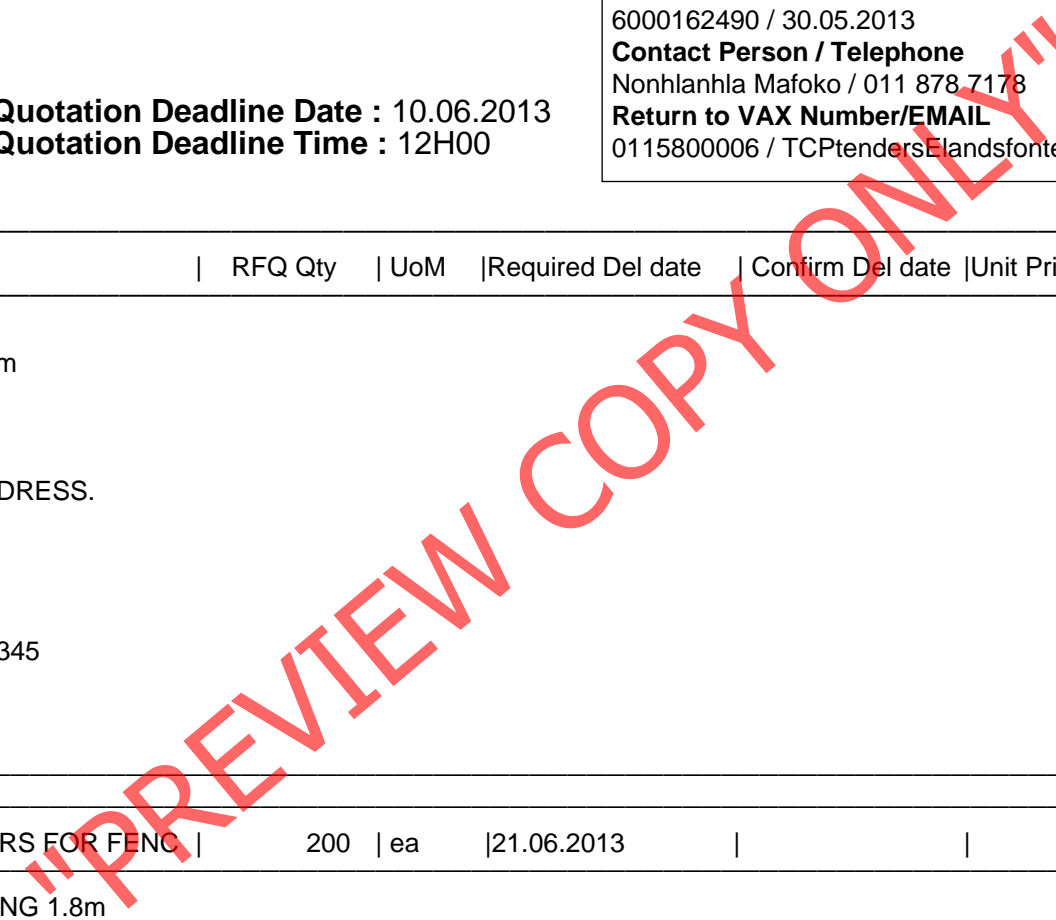 6000162490 / 30.05.2013
Contact Person / Telephone
Nonhlanhla Mafoko / 011 878 7178
Quotation Deadline Date : 10.06.2013
Return to VAX Number/EMAIL
Quotation Deadline Time : 12H00
0115800006 / TCPtendersElandsfonte
| RFQ Qty | UoM |Required Del date | Confirm Del date |Unit Pri
m
DRESS.
345
RS FOR FENC | 200 | ea |21.06.2013 | |
NG 1.8m
"PREVIEW COPY ONLY"